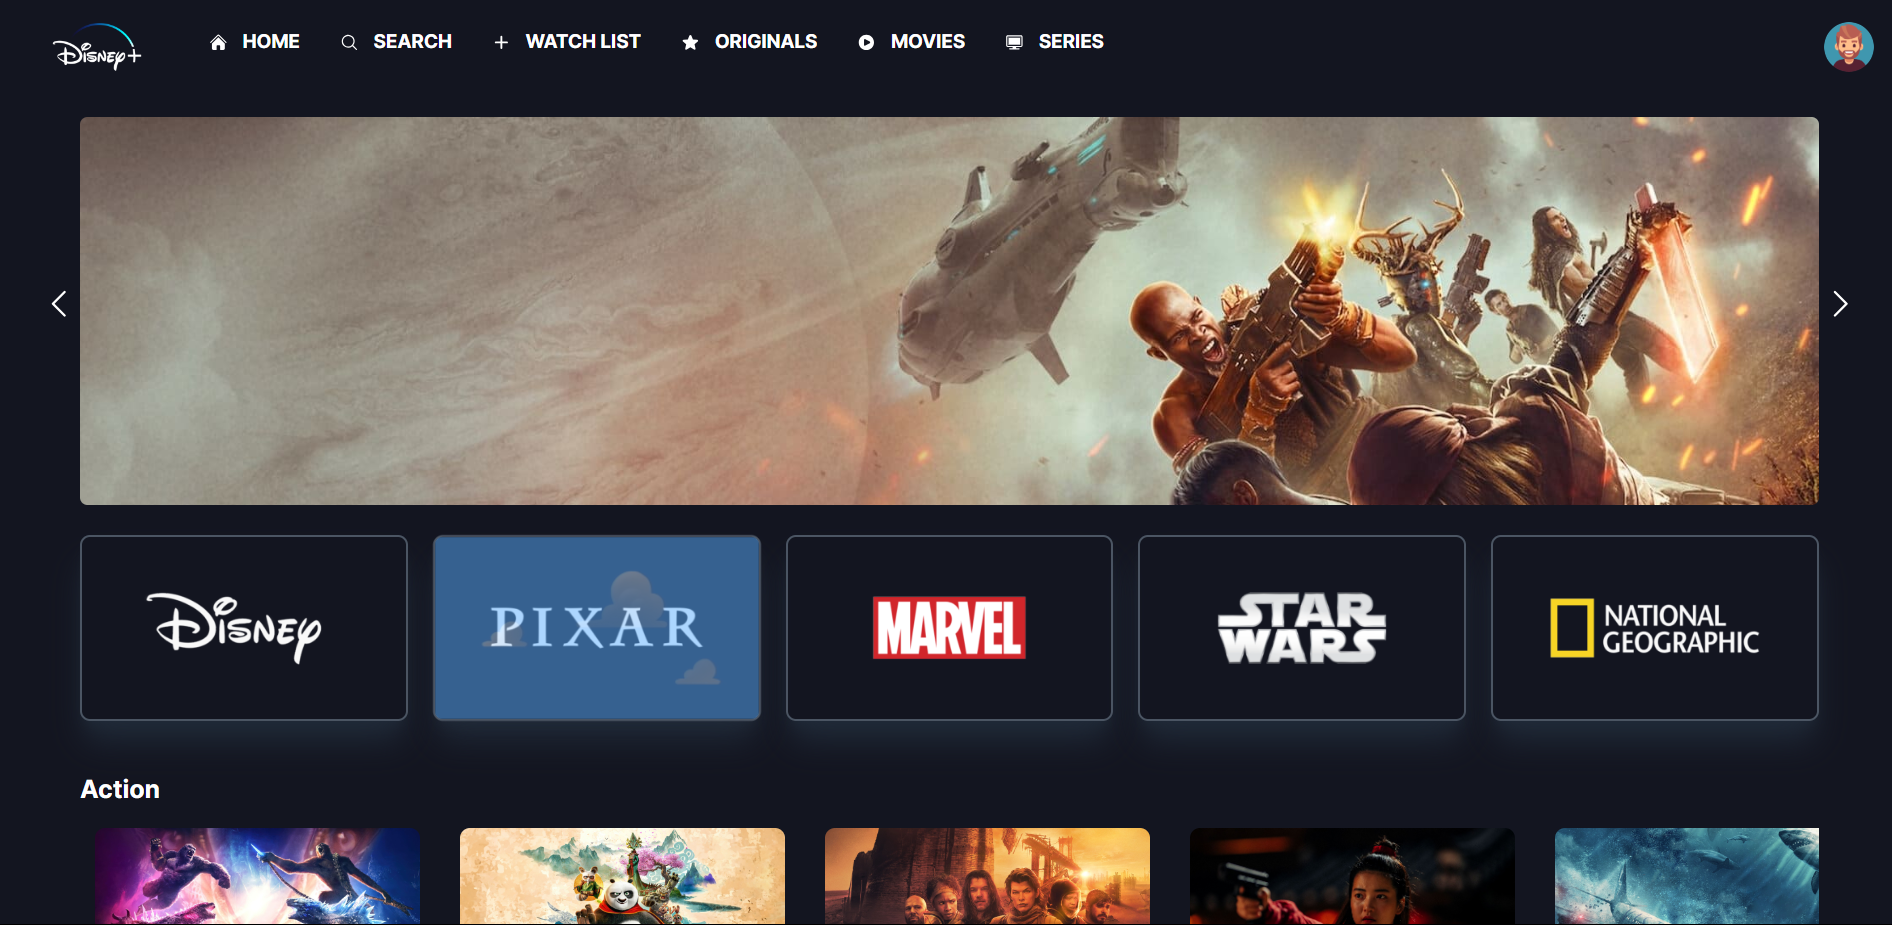 Disney+
HOME
SEARCH
WATCH LIST
ORIGINALS
MOVIES
SERIES
Disney
PIXAR
MARVEL
STAR
WARS
NATIONAL
GEOGRAPHIC
Action